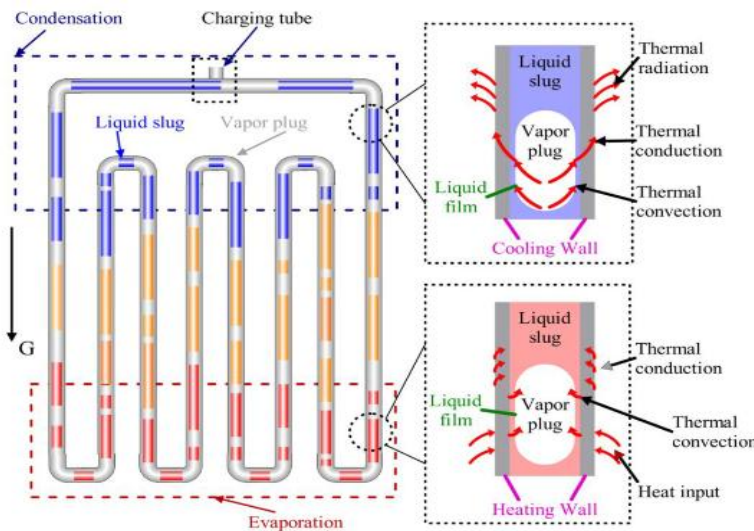 Condensation
Charging tube
Liquid slug
Vapor plug
G
Evaporation
Liquid
slug
Vapor
plug
Liquid
film
Thermal
radiation
Thermal
conduction
Thermal
convection
Cooling Wall
Liquid
slug
Vapor
plug
Liquid
film
Thermal
conduction
Thermal
convection
Heat input
Heating Wall